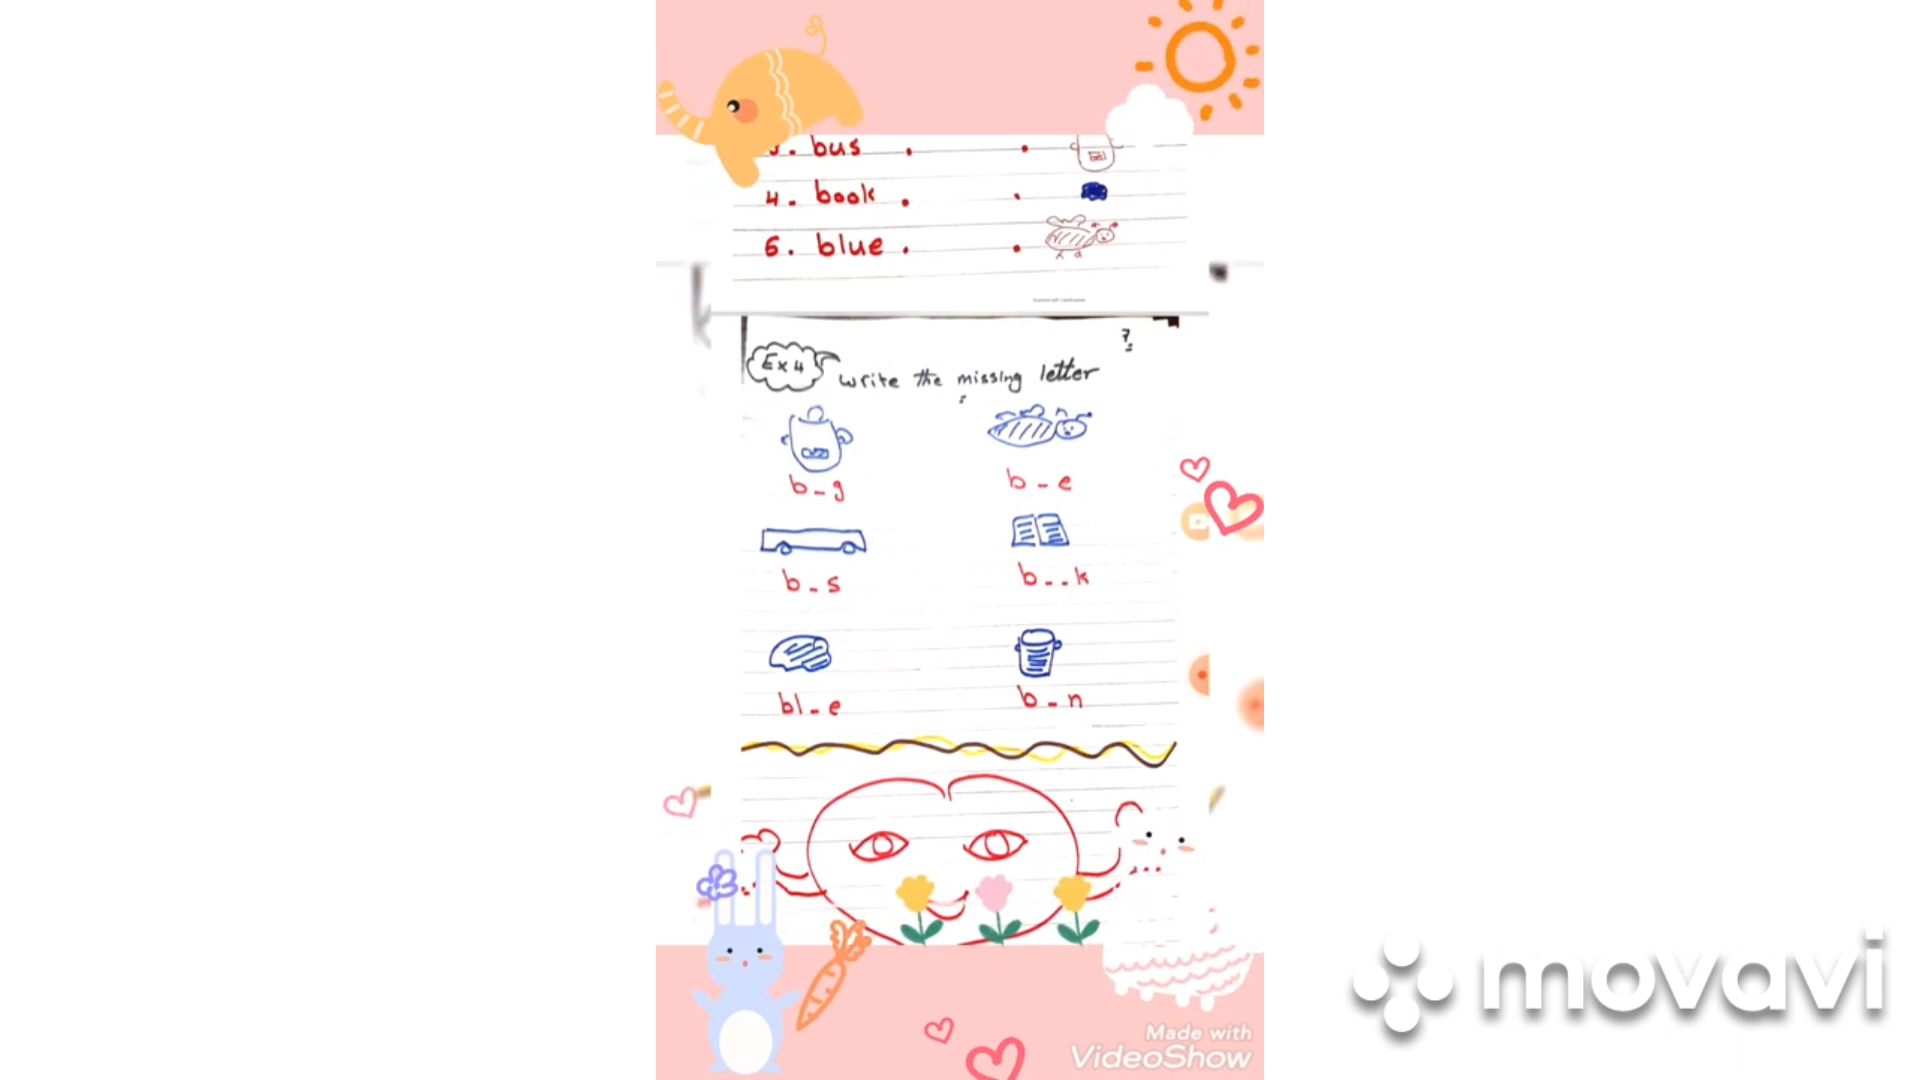 bus
4. book
6. blue
7
Ex 4 write the missing letter
b_g b_e
b_s b__k
bl_e b_n
Made with
VideoShow
movavi